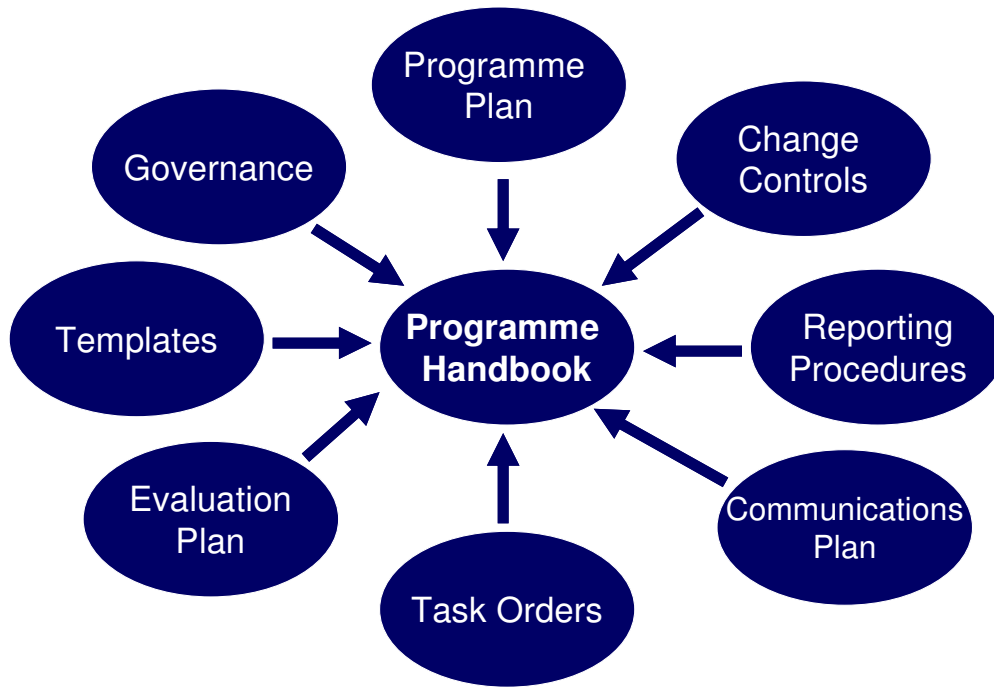 Programme
Plan
Governance
Change
Controls
Templates
Programme
Handbook
Reporting
Procedures
Evaluation
Plan
Communications
Plan
Task Orders